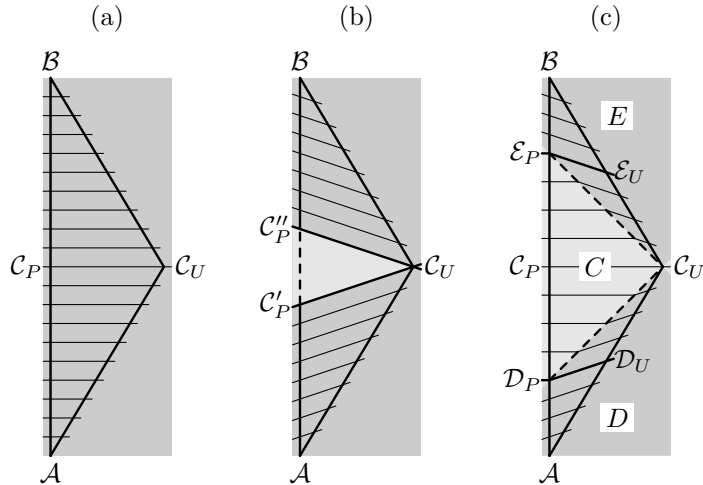 (a) (b) (c)
ℬ ℬ ℬ
E
ℰ_P ℰ_U
𝒞″_P
𝒞_P 𝒞_U 𝒞_U 𝒞_P C 𝒞_U
𝒞′_P
𝒟_U
𝒟_P
D
𝒜 𝒜 𝒜